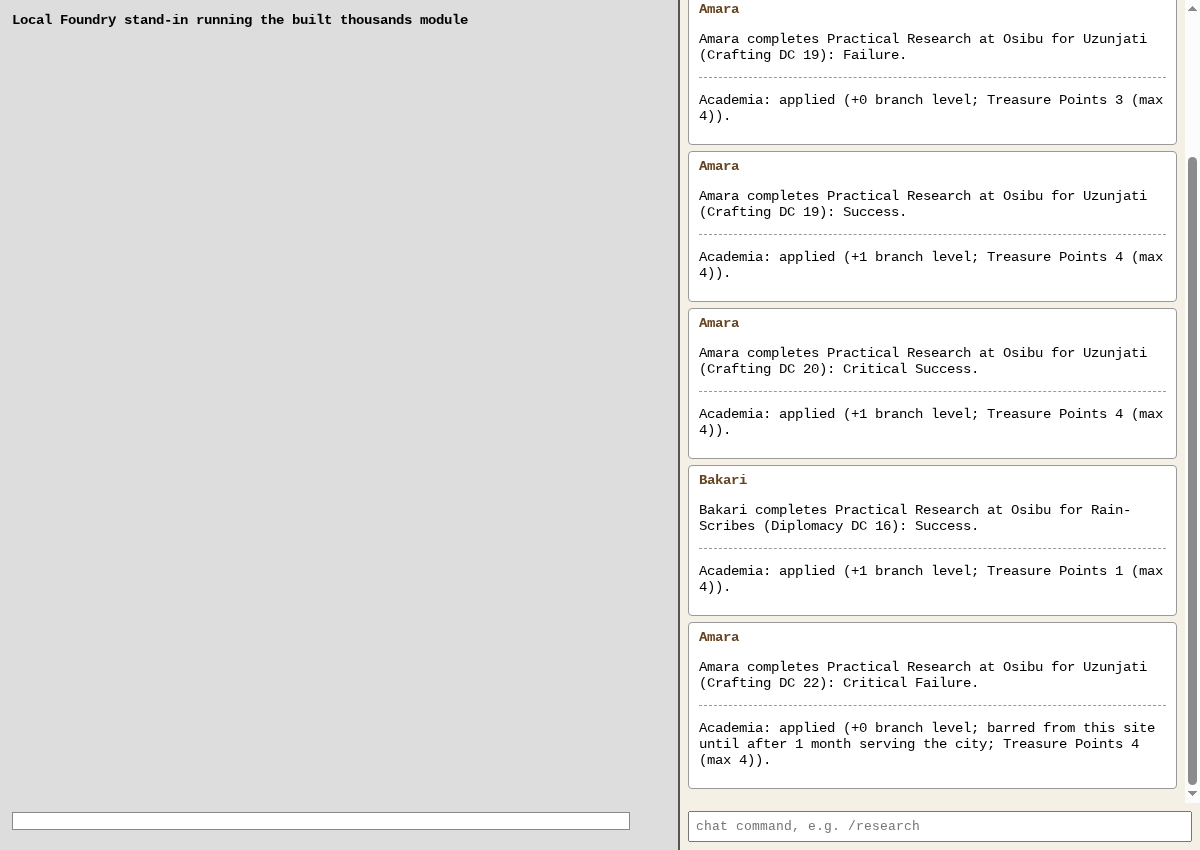 Local Foundry stand-in running the built thousands module
Amara
Amara completes Practical Research at Osibu for Uzunjati
(Crafting DC 19): Failure.
Academia: applied (+0 branch level; Treasure Points 3 (max
4)).
Amara
Amara completes Practical Research at Osibu for Uzunjati
(Crafting DC 19): Success.
Academia: applied (+1 branch level; Treasure Points 4 (max
4)).
Amara
Amara completes Practical Research at Osibu for Uzunjati
(Crafting DC 20): Critical Success.
Academia: applied (+1 branch level; Treasure Points 4 (max
4)).
Bakari
Bakari completes Practical Research at Osibu for Rain-
Scribes (Diplomacy DC 16): Success.
Academia: applied (+1 branch level; Treasure Points 1 (max
4)).
Amara
Amara completes Practical Research at Osibu for Uzunjati
(Crafting DC 22): Critical Failure.
Academia: applied (+0 branch level; barred from this site
until after 1 month serving the city; Treasure Points 4
(max 4)).
chat command, e.g. /research